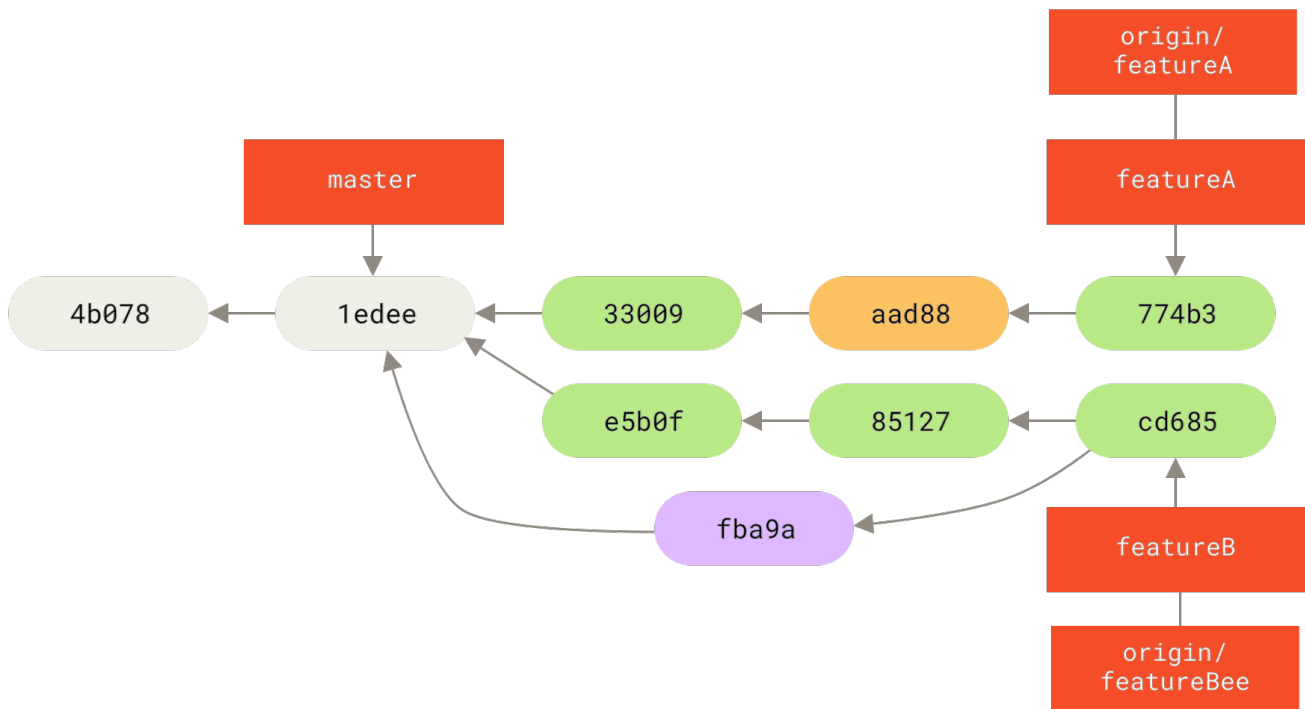 origin/
featureA
master
featureA
4b078
1edee
33009
aad88
774b3
e5b0f
85127
cd685
fba9a
featureB
origin/
featureBee